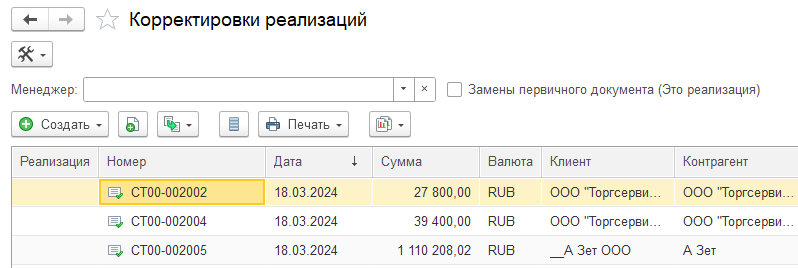 Корректировки реализаций
Менеджер: Замены первичного документа (Это реализация)
Создать Печать
Реализация Номер Дата ↓ Сумма Валюта Клиент Контрагент
СТ00-002002 18.03.2024 27 800,00 RUB ООО "Торгсерви... ООО "Торгсерви...
СТ00-002004 18.03.2024 39 400,00 RUB ООО "Торгсерви... ООО "Торгсерви...
СТ00-002005 18.03.2024 1 110 208,02 RUB __А Зет ООО А Зет